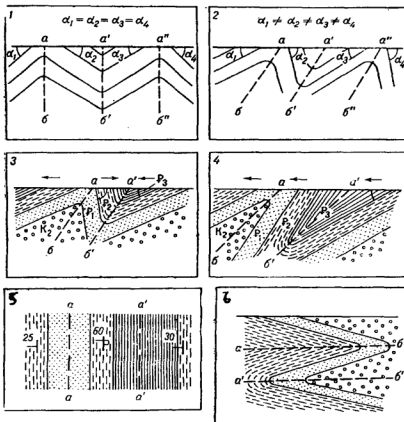 1
α₁ = α₂ = α₃ = α₄
a a' a"
α₁ α₂ α₃ α₄
б б' б"
2
α₁ ≠ α₂ ≠ α₃ ≠ α₄
a a' a"
α₁ α₂ α₃ α₄
б б' б"
3
a a' P₃
K₂ P₁ P₂
б б'
4
a a'
K₂ P₁ P₂ P₃
б б'
5
a a'
25 60 30
a a'
6
a б
a' б'